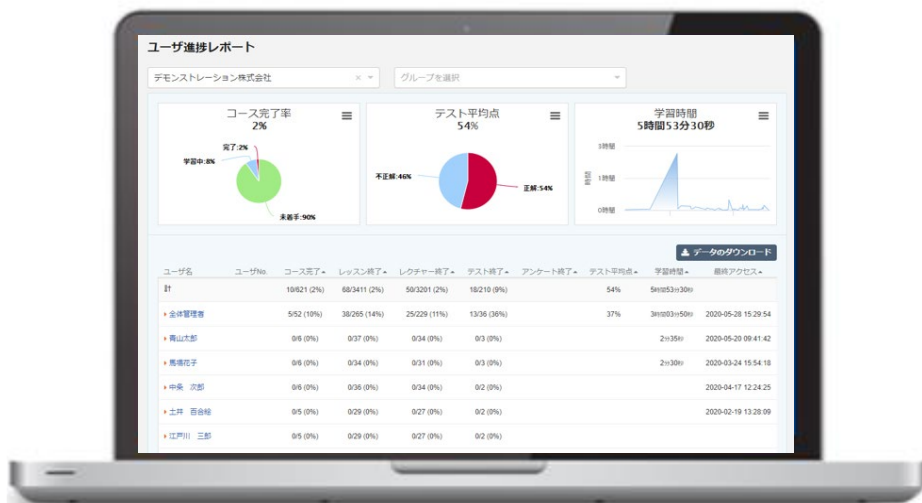 ユーザ進捗レポート
デモンストレーション株式会社 ×
グループを選択
コース完了率
2%
完了:2%
学習中:8%
未着手:90%
テスト平均点
54%
不正解:46%
正解:54%
学習時間
5時間53分30秒
3時間
1時間
0時間
時間
データのダウンロード
ユーザ名 ユーザNo. コース完了 レッスン終了 レクチャー終了 テスト終了 アンケート終了 テスト平均点 学習時間 最終アクセス
計 10/621 (2%) 68/3411 (2%) 50/3201 (2%) 18/210 (9%) 54% 5時間53分30秒
全体管理者 5/52 (10%) 38/265 (14%) 25/229 (11%) 13/36 (36%) 37% 3時間03分50秒 2020-05-28 15:29:54
青山太郎 0/6 (0%) 0/37 (0%) 0/34 (0%) 0/3 (0%) 2分35秒 2020-05-20 09:41:42
馬場花子 0/6 (0%) 0/34 (0%) 0/31 (0%) 0/3 (0%) 2分30秒 2020-03-24 15:54:18
中条 次郎 0/6 (0%) 0/36 (0%) 0/34 (0%) 0/2 (0%) 2020-04-17 12:24:25
土井 百合絵 0/5 (0%) 0/29 (0%) 0/27 (0%) 0/2 (0%) 2020-02-19 13:28:09
江戸川 三郎 0/5 (0%) 0/29 (0%) 0/27 (0%) 0/2 (0%)